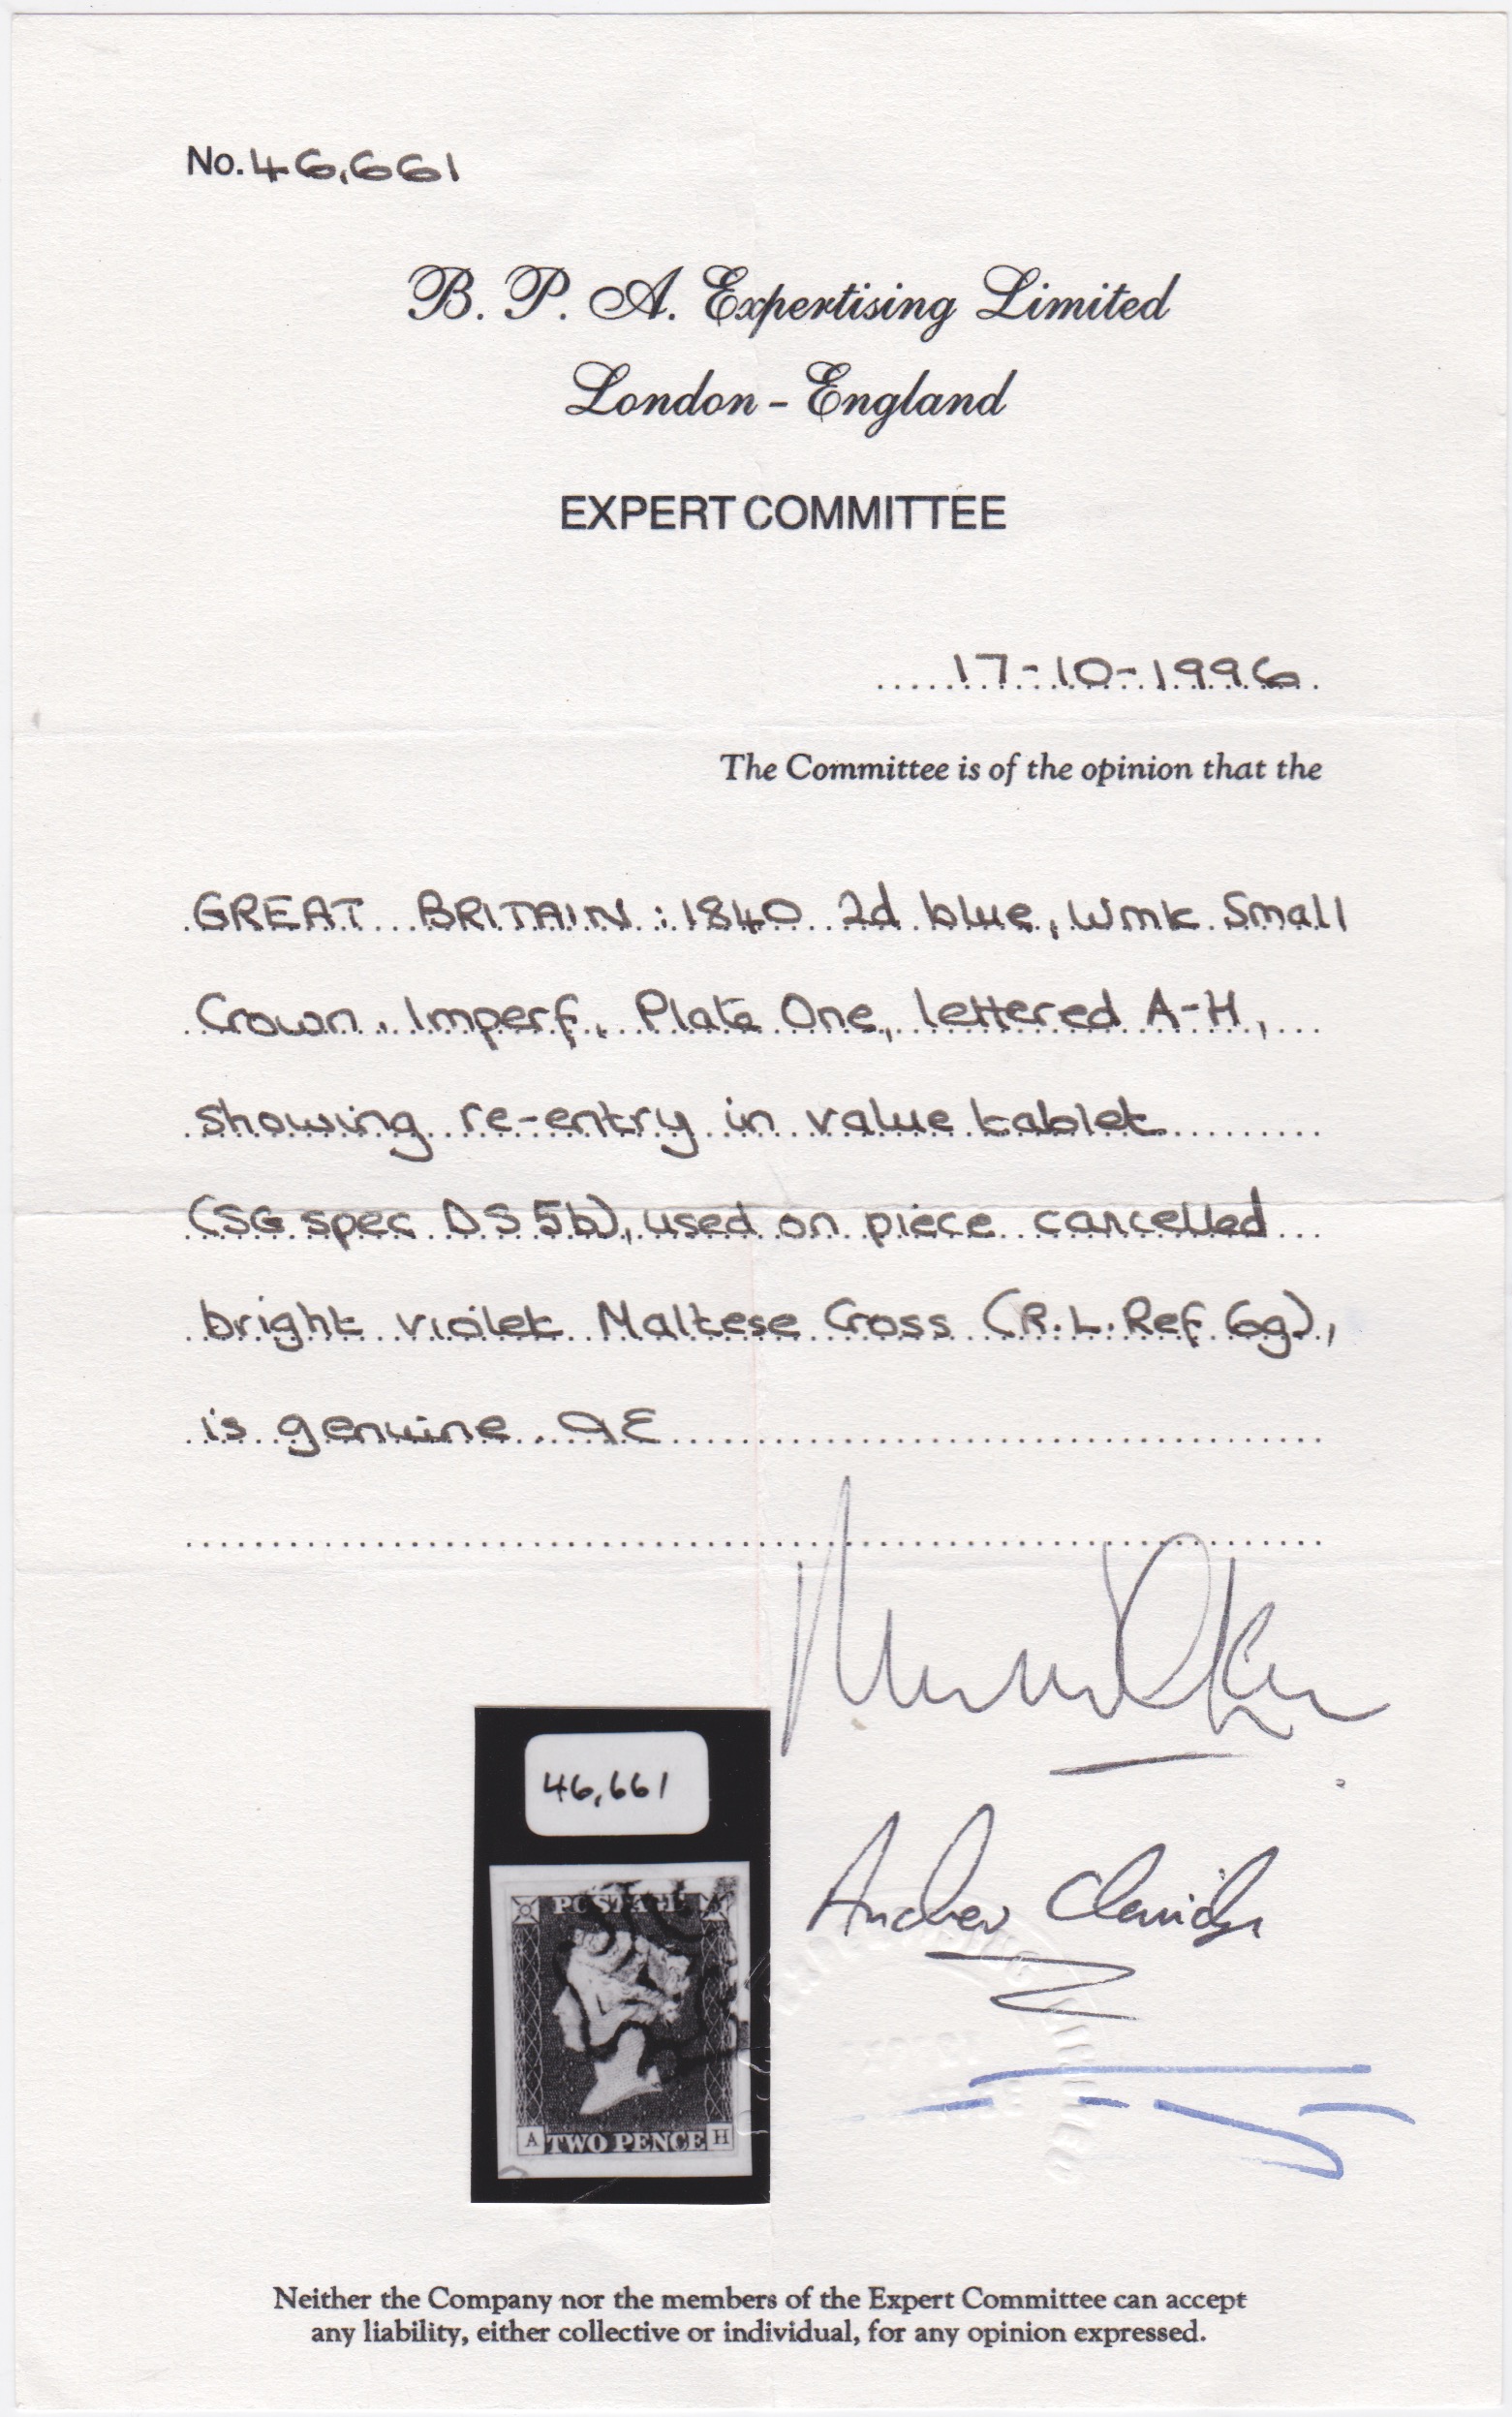 No. 46,661
B. P. A. Expertising Limited
London - England
EXPERT COMMITTEE
17-10-1996
The Committee is of the opinion that the
GREAT BRITAIN : 1840 2d blue, Wmk Small
Crown, Imperf, Plate One, lettered A-H,
showing re-entry in value tablet
(SG spec DS5b), used on piece cancelled
bright violet Maltese Cross (R.L. Ref 6g),
is genuine.
Andrew
46,661
POSTAGE
A TWO PENCE H
Neither the Company nor the members of the Expert Committee can accept
any liability, either collective or individual, for any opinion expressed.